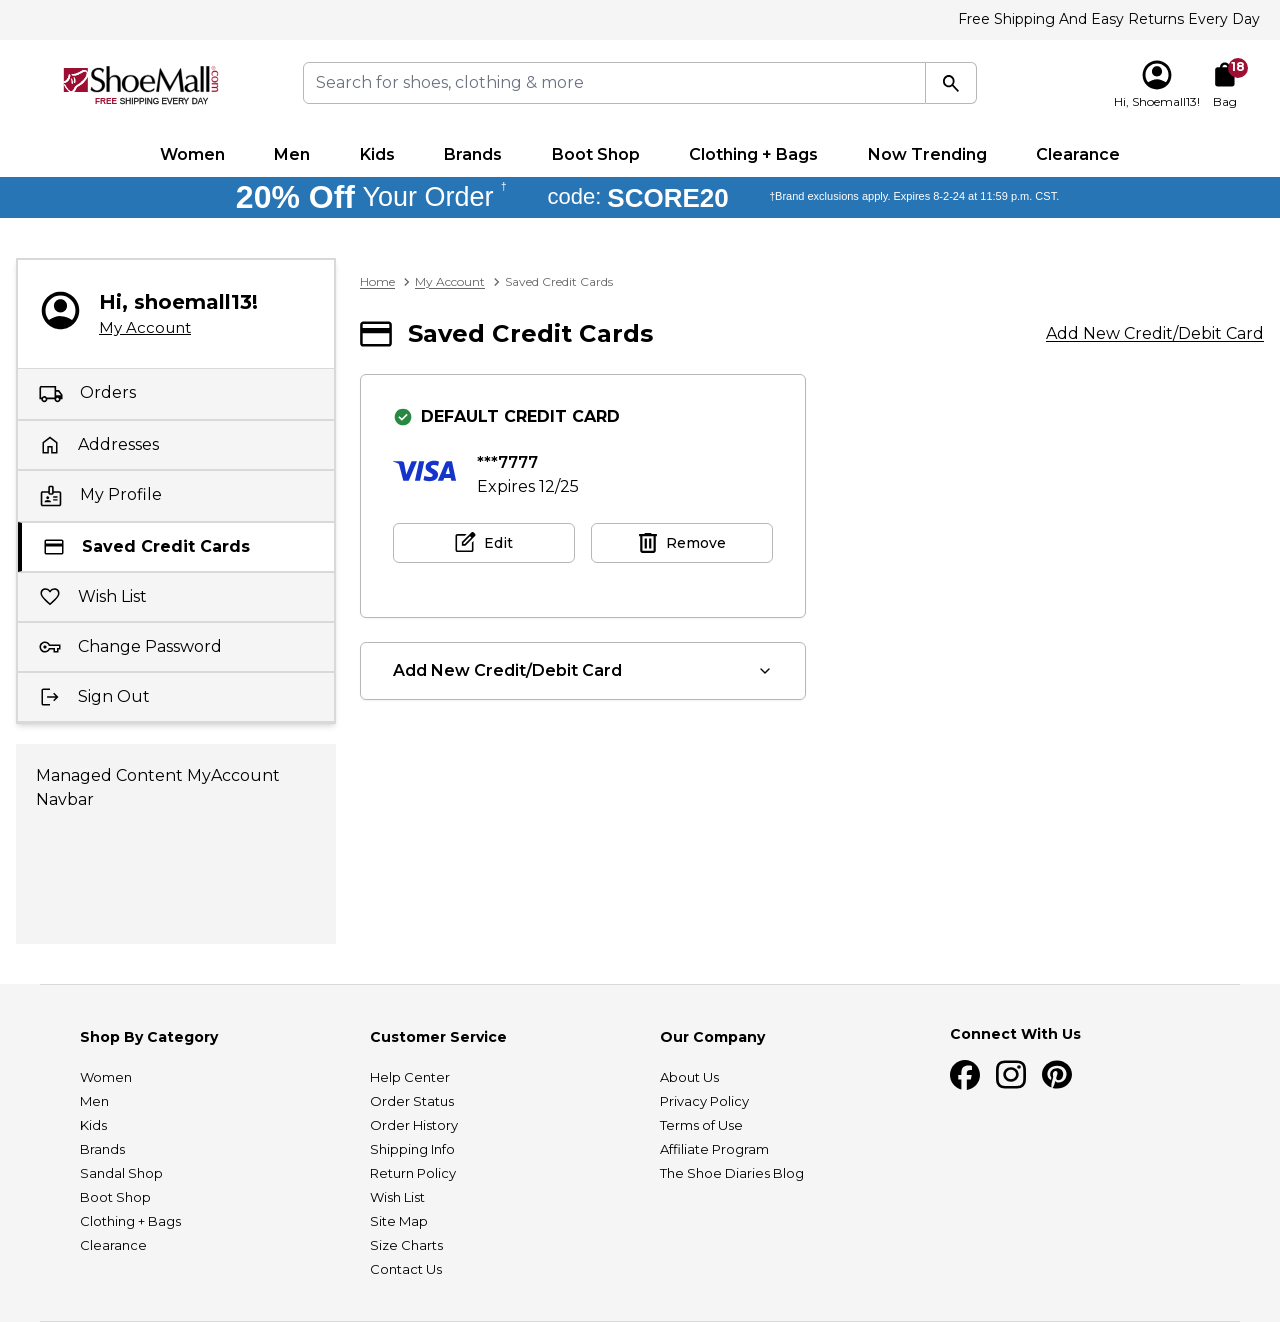 Free Shipping And Easy Returns Every Day
ShoeMall.com
FREE SHIPPING EVERY DAY
Search for shoes, clothing & more
Hi, Shoemall13!
18
Bag
Women Men Kids Brands Boot Shop Clothing + Bags Now Trending Clearance
20% Off Your Order † code: SCORE20 †Brand exclusions apply. Expires 8-2-24 at 11:59 p.m. CST.
Hi, shoemall13!
My Account
Orders
Addresses
My Profile
Saved Credit Cards
Wish List
Change Password
Sign Out
Managed Content MyAccount
Navbar
Home > My Account > Saved Credit Cards
Saved Credit Cards
Add New Credit/Debit Card
DEFAULT CREDIT CARD
VISA
***7777
Expires 12/25
Edit
Remove
Add New Credit/Debit Card
Shop By Category
Women
Men
Kids
Brands
Sandal Shop
Boot Shop
Clothing + Bags
Clearance
Customer Service
Help Center
Order Status
Order History
Shipping Info
Return Policy
Wish List
Site Map
Size Charts
Contact Us
Our Company
About Us
Privacy Policy
Terms of Use
Affiliate Program
The Shoe Diaries Blog
Connect With Us